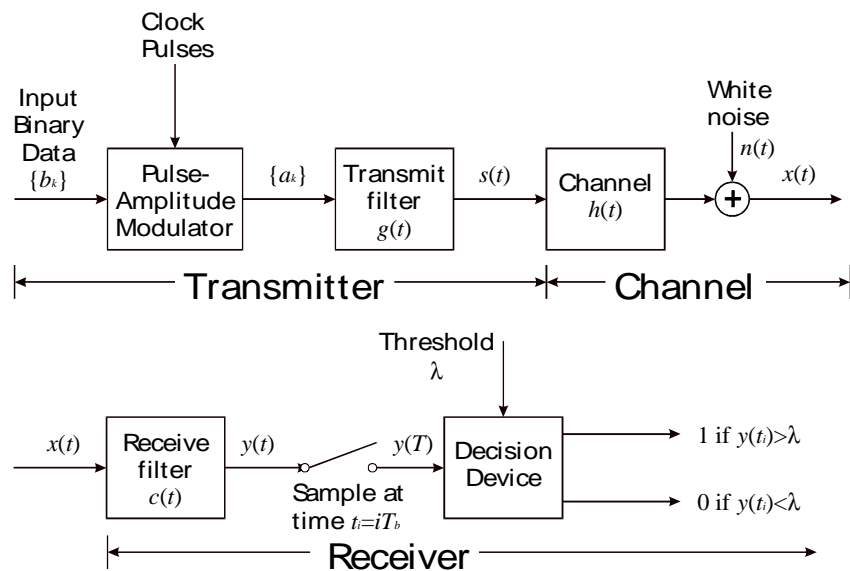 Clock
Pulses
Input
Binary
Data
{bₖ}
Pulse-
Amplitude
Modulator
{aₖ}
Transmit
filter
g(t)
s(t)
Channel
h(t)
White
noise
n(t)
+
x(t)
Transmitter
Channel
Threshold
λ
x(t)
Receive
filter
c(t)
y(t)
Sample at
time tᵢ=iT_b
y(T)
Decision
Device
1 if y(tᵢ)>λ
0 if y(tᵢ)<λ
Receiver